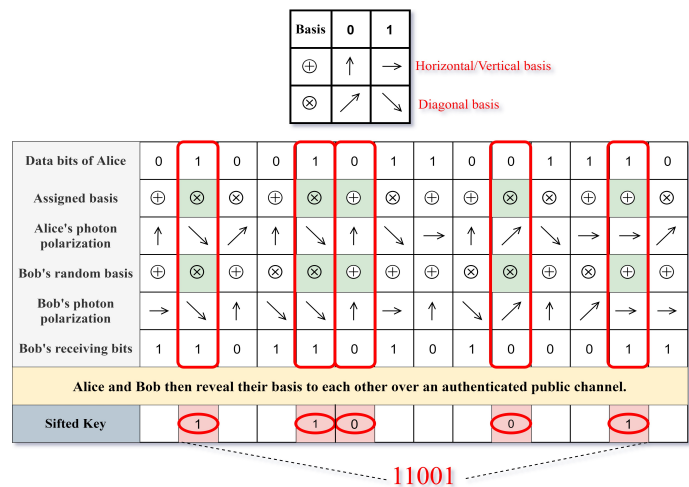 Basis 0 1
⊕ ↑ → Horizontal/Vertical basis
⊗ ↗ ↘ Diagonal basis
Data bits of Alice 0 1 0 0 1 0 1 1 0 0 1 1 1 0
Assigned basis ⊕ ⊗ ⊗ ⊕ ⊗ ⊕ ⊗ ⊕ ⊕ ⊗ ⊗ ⊕ ⊕ ⊗
Alice's photon
polarization ↑ ↘ ↗ ↑ ↘ ↑ ↘ → ↑ ↗ ↘ → → ↗
Bob's random basis ⊕ ⊗ ⊕ ⊗ ⊗ ⊕ ⊕ ⊕ ⊗ ⊗ ⊕ ⊗ ⊕ ⊕
Bob's photon
polarization → ↘ ↑ ↘ ↘ ↑ → ↑ ↘ ↗ ↑ ↗ → →
Bob's receiving bits 1 1 0 1 1 0 1 0 1 0 0 0 1 1
Alice and Bob then reveal their basis to each other over an authenticated public channel.
Sifted Key 1 1 0 0 1
11001